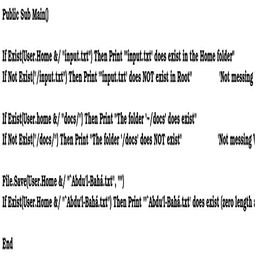 Public Sub Main()
If Exist(User.Home &/ "input.txt") Then Print "'input.txt' does exist in the Home folder"
If Not Exist("/input.txt") Then Print "'input.txt' does NOT exist in Root" 'Not messing
If Exist(User.home &/ "docs/") Then Print "The folder '~/docs' does exist"
If Not Exist("/docs/") Then Print "The folder '/docs' does NOT exist" 'Not messing
File.Save(User.Home &/ "`Abdu'l-Bahá.txt", "")
If Exist(User.Home &/ "`Abdu'l-Bahá.txt") Then Print "'`Abdu'l-Bahá.txt' does exist (zero length
End